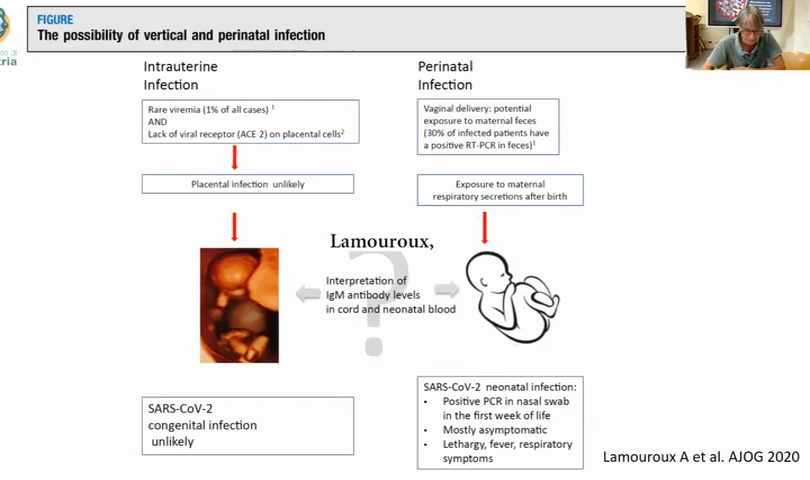 FIGURE
The possibility of vertical and perinatal infection
Intrauterine
Infection
Rare viremia (1% of all cases) 1
AND
Lack of viral receptor (ACE 2) on placental cells2
Placental infection unlikely
SARS-CoV-2
congenital infection
unlikely
Perinatal
Infection
Vaginal delivery: potential
exposure to maternal feces
(30% of infected patients have
a positive RT-PCR in feces)1
Exposure to maternal
respiratory secretions after birth
Lamouroux,
?
Interpretation of
IgM antibody levels
in cord and neonatal blood
SARS-CoV-2 neonatal infection:
• Positive PCR in nasal swab
in the first week of life
• Mostly asymptomatic
• Lethargy, fever, respiratory
symptoms
Lamouroux A et al. AJOG 2020